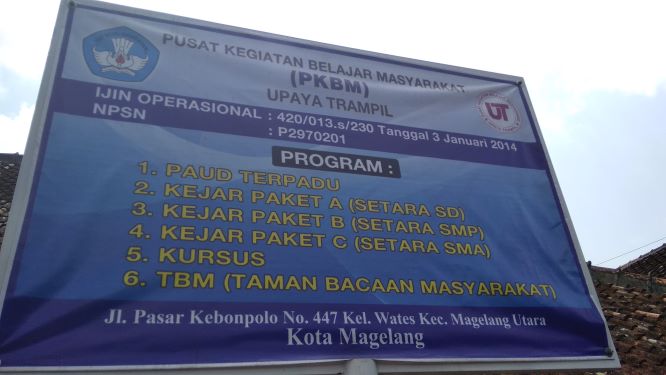 PUSAT KEGIATAN BELAJAR MASYARAKAT
(PKBM)
UPAYA TRAMPIL
IJIN OPERASIONAL : 420/013.s/230 Tanggal 3 Januari 2014
NPSN : P2970201
PROGRAM :
1. PAUD TERPADU
2. KEJAR PAKET A (SETARA SD)
3. KEJAR PAKET B (SETARA SMP)
4. KEJAR PAKET C (SETARA SMA)
5. KURSUS
6. TBM (TAMAN BACAAN MASYARAKAT)
Jl. Pasar Kebonpolo No. 447 Kel. Wates Kec. Magelang Utara
Kota Magelang